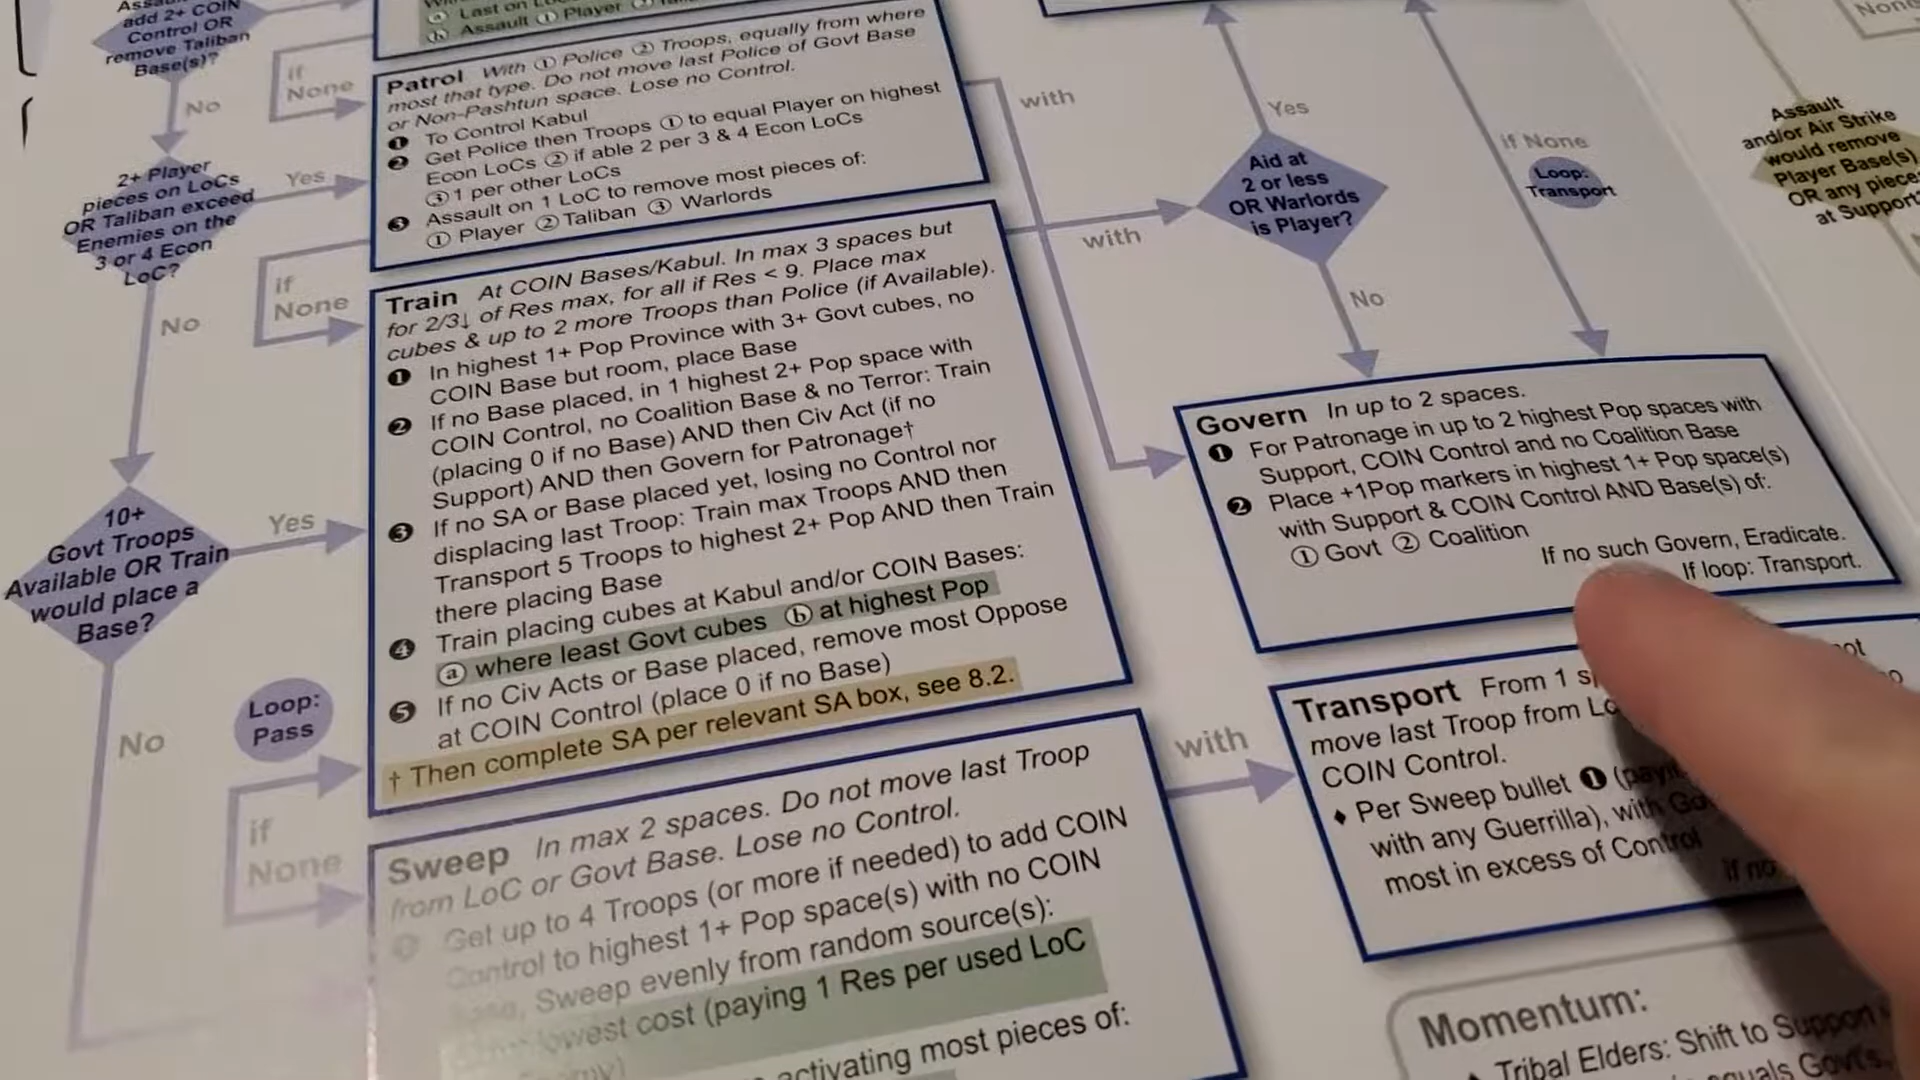 add 2+ COIN
Control OR
remove Taliban
Base(s)?
No
2+ Player
pieces on LoCs
OR Taliban exceed
Enemies on the
3 or 4 Econ
LoC?
Yes
No
10+
Govt Troops
Available OR Train
would place a
Base?
Yes
No
Loop:
Pass
if
None
if
None
if
None
Last on
ⓑ Assault ① Player
Patrol With ① Police ② Troops, equally from where
most that type. Do not move last Police of Govt Base
or Non-Pashtun space. Lose no Control.
❶ To Control Kabul
❷ Get Police then Troops ① to equal Player on highest
Econ LoCs ② if able 2 per 3 & 4 Econ LoCs
③ 1 per other LoCs
❸ Assault on 1 LoC to remove most pieces of:
① Player ② Taliban ③ Warlords
Train At COIN Bases/Kabul. In max 3 spaces but
for 2/3↓ of Res max, for all if Res < 9. Place max
cubes & up to 2 more Troops than Police (if Available).
❶ In highest 1+ Pop Province with 3+ Govt cubes, no
COIN Base but room, place Base
❷ If no Base placed, in 1 highest 2+ Pop space with
COIN Control, no Coalition Base & no Terror: Train
(placing 0 if no Base) AND then Civ Act (if no
Support) AND then Govern for Patronage†
❸ If no SA or Base placed yet, losing no Control nor
displacing last Troop: Train max Troops AND then
Transport 5 Troops to highest 2+ Pop AND then Train
there placing Base
❹ Train placing cubes at Kabul and/or COIN Bases:
ⓐ where least Govt cubes ⓑ at highest Pop
❺ If no Civ Acts or Base placed, remove most Oppose
at COIN Control (place 0 if no Base)
† Then complete SA per relevant SA box, see 8.2.
Sweep In max 2 spaces. Do not move last Troop
from LoC or Govt Base. Lose no Control.
Get up to 4 Troops (or more if needed) to add COIN
Control to highest 1+ Pop space(s) with no COIN
Base, Sweep evenly from random source(s):
lowest cost (paying 1 Res per used LoC
activating most pieces of:
with
with
with
Yes
Aid at
2 or less
OR Warlords
is Player?
No
if None
Loop:
Transport
Govern In up to 2 spaces.
❶ For Patronage in up to 2 highest Pop spaces with
Support, COIN Control and no Coalition Base
❷ Place +1Pop markers in highest 1+ Pop space(s)
with Support & COIN Control AND Base(s) of:
① Govt ② Coalition
If no such Govern, Eradicate.
If loop: Transport.
Transport From 1
move last Troop from
COIN Control.
♦ Per Sweep bullet ❶
with any Guerrilla), with
most in excess of Control
if no
Momentum:
Tribal Elders: Shift to Support
equals Govt's
None
Assault
and/or Air Strike
would remove
Player Base(s)
OR any pieces
at Support